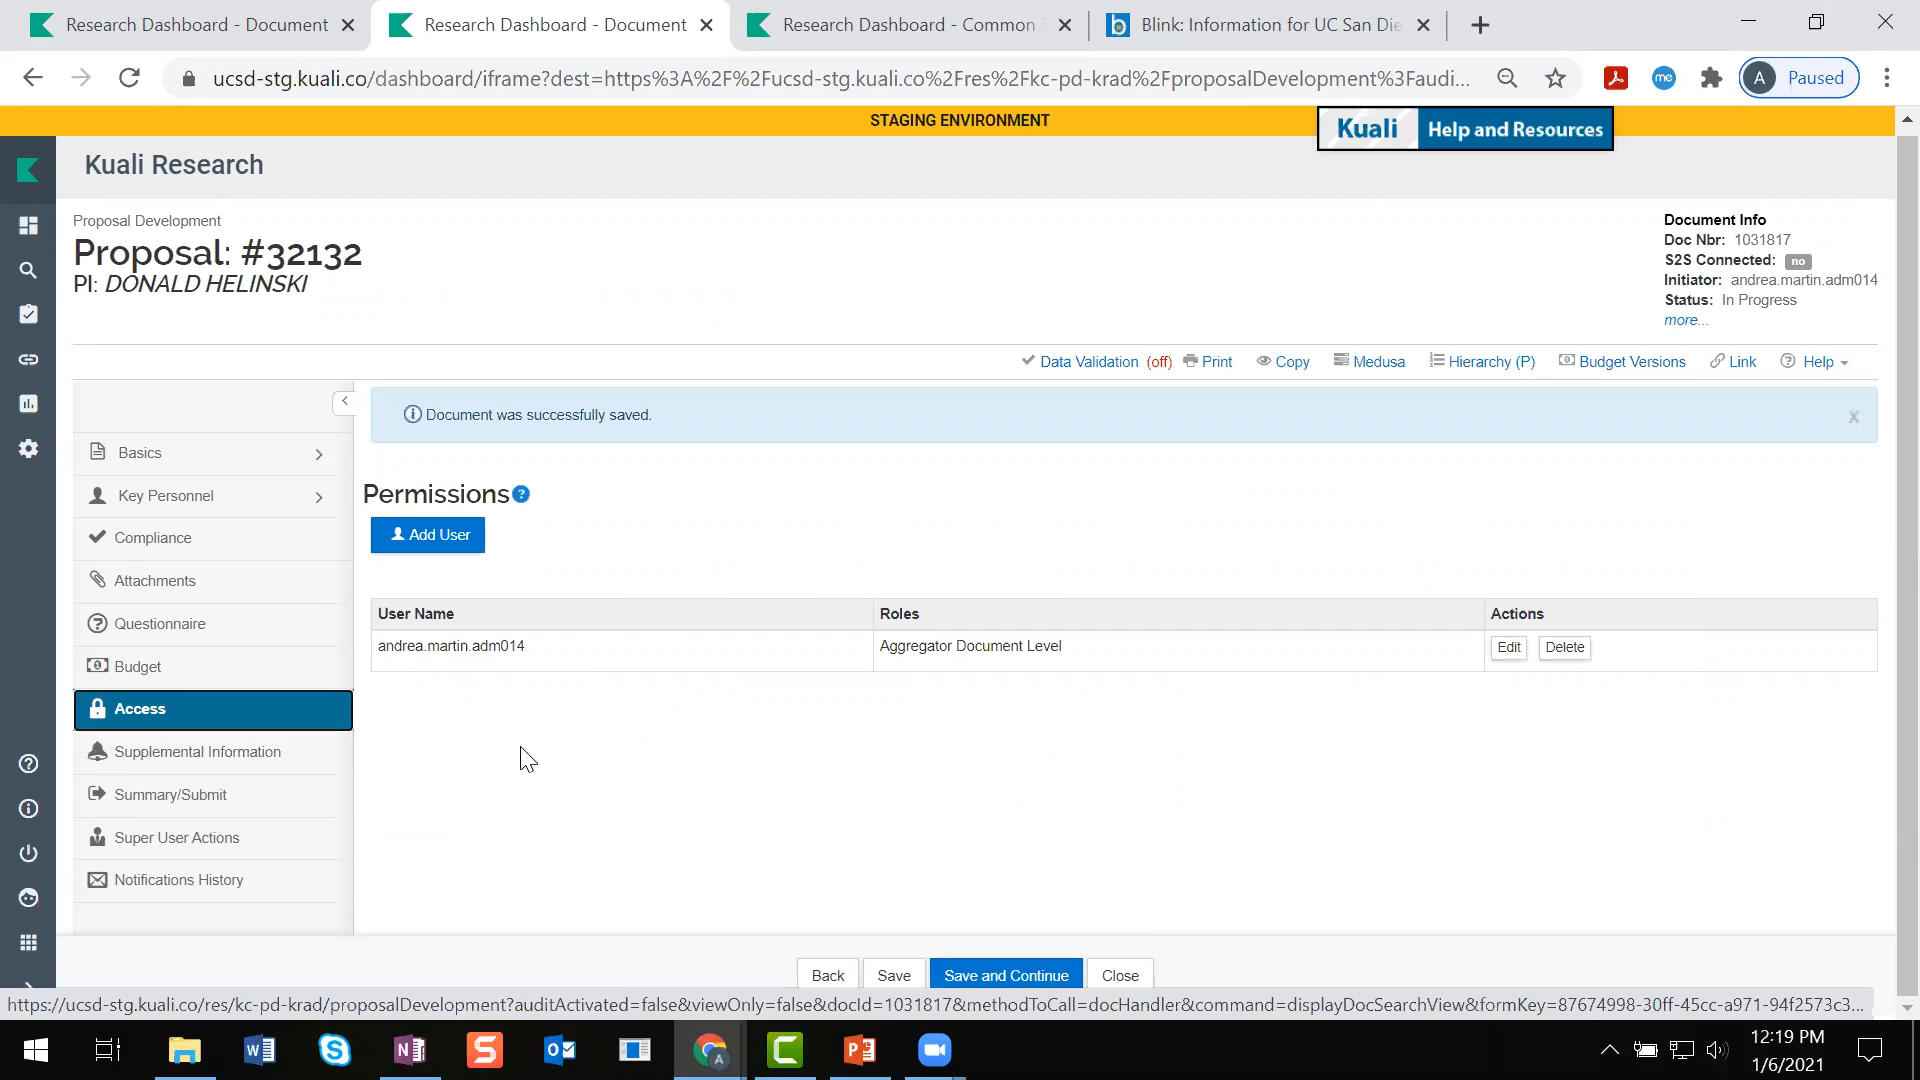 Research Dashboard - Document
Research Dashboard - Document
Research Dashboard - Common T
Blink: Information for UC San Die
ucsd-stg.kuali.co/dashboard/iframe?dest=https%3A%2F%2Fucsd-stg.kuali.co%2Fres%2Fkc-pd-krad%2FproposalDevelopment%3Faudi...
me
A Paused
STAGING ENVIRONMENT
Kuali Help and Resources
Kuali Research
Proposal Development
Proposal: #32132
PI: DONALD HELINSKI
Document Info
Doc Nbr: 1031817
S2S Connected: no
Initiator: andrea.martin.adm014
Status: In Progress
more...
Data Validation (off) Print Copy Medusa Hierarchy (P) Budget Versions Link Help
Document was successfully saved.
x
Basics
Key Personnel
Compliance
Attachments
Questionnaire
Budget
Access
Supplemental Information
Summary/Submit
Super User Actions
Notifications History
Permissions
Add User
User Name Roles Actions
andrea.martin.adm014 Aggregator Document Level Edit Delete
Back Save Save and Continue Close
https://ucsd-stg.kuali.co/res/kc-pd-krad/proposalDevelopment?auditActivated=false&viewOnly=false&docId=1031817&methodToCall=docHandler&command=displayDocSearchView&formKey=87674998-30ff-45cc-a971-94f2573c3...
12:19 PM
1/6/2021